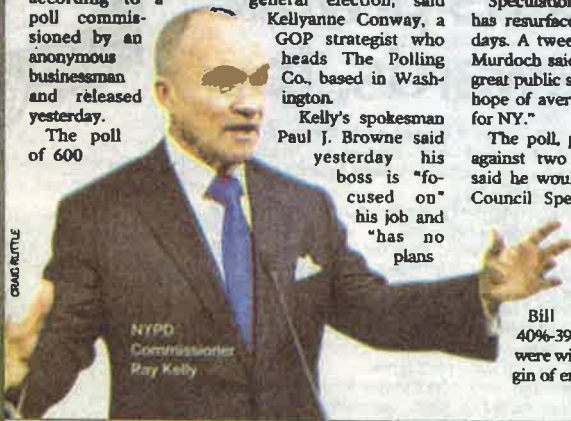 according to a
poll commis-
sioned by an
anonymous
businessman
and released
yesterday.
The poll
of 600
general election, said
Kellyanne Conway, a
GOP strategist who
heads The Polling
Co., based in Wash-
ington.
Kelly's spokesman
Paul J. Browne said
yesterday his
boss is "fo-
cused on"
his job and
"has no
plans
Speculation
has resurface
days. A twee
Murdoch said
great public s
hope of aver
for NY."
The poll, p
against two
said he wou
Council Spe
Bill
40%-39
were wi
gin of e
CRAIG RUTTLE
NYPD
Commissioner
Ray Kelly